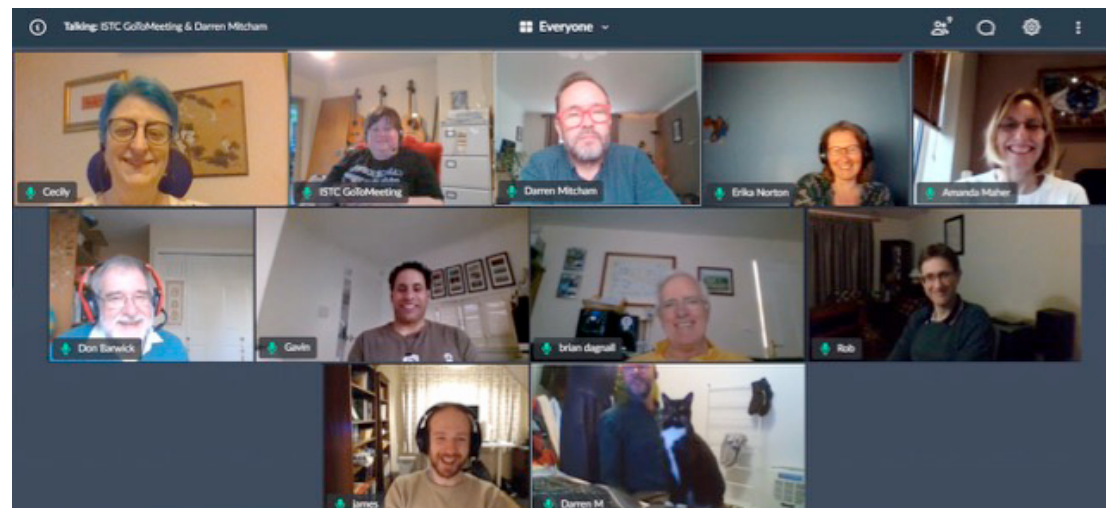 Talking: ISTC GoToMeeting & Darren Mitcham
Everyone
9
Cecily
ISTC GoToMeeting
Darren Mitcham
Erika Norton
Amanda Maher
Don Barwick
Gavin
brian dagnall
Rob
james
Darren M